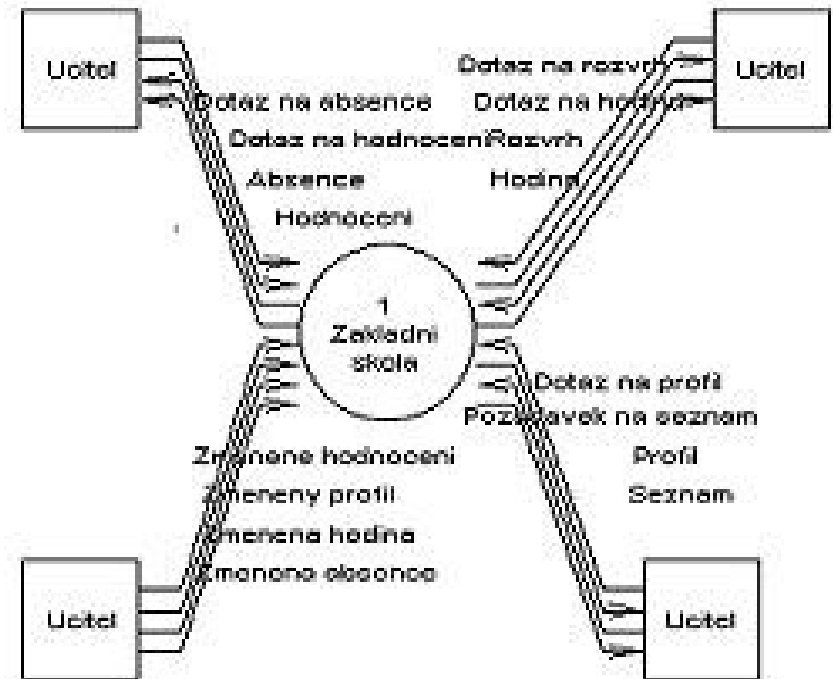 Ucitel
Ucitel
Dotaz na rozvrh
Dotaz na absence
Dotaz na hodinu
Dotaz na hodnoceni
Rozvrh
Absence
Hodina
Hodnoceni
1
Zakladni
skola
Dotaz na profil
Pozadavek na seznam
Zmenene hodnoceni
Profil
Zmeneny profil
Seznam
Zmenena hodina
Zmenene absence
Ucitel
Ucitel